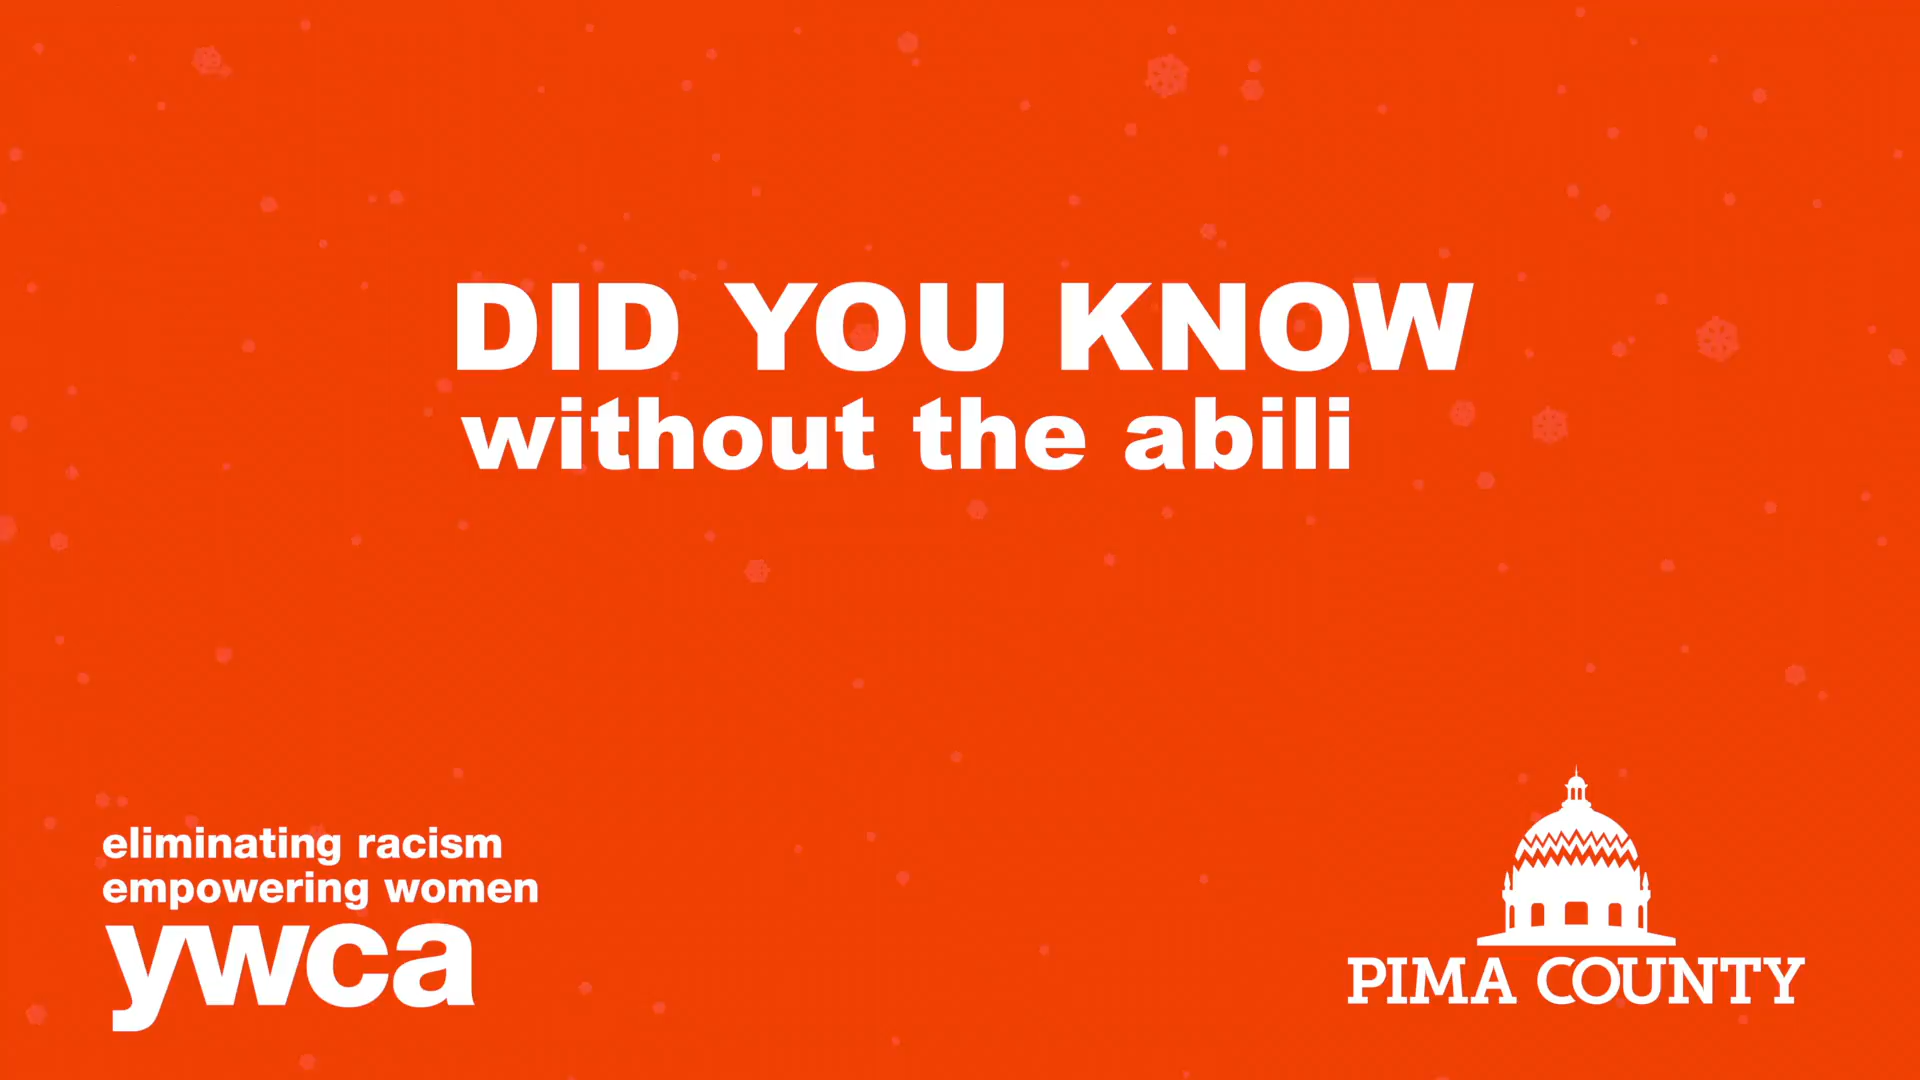 DID YOU KNOW
without the abili
eliminating racism
empowering women
ywca
PIMA COUNTY